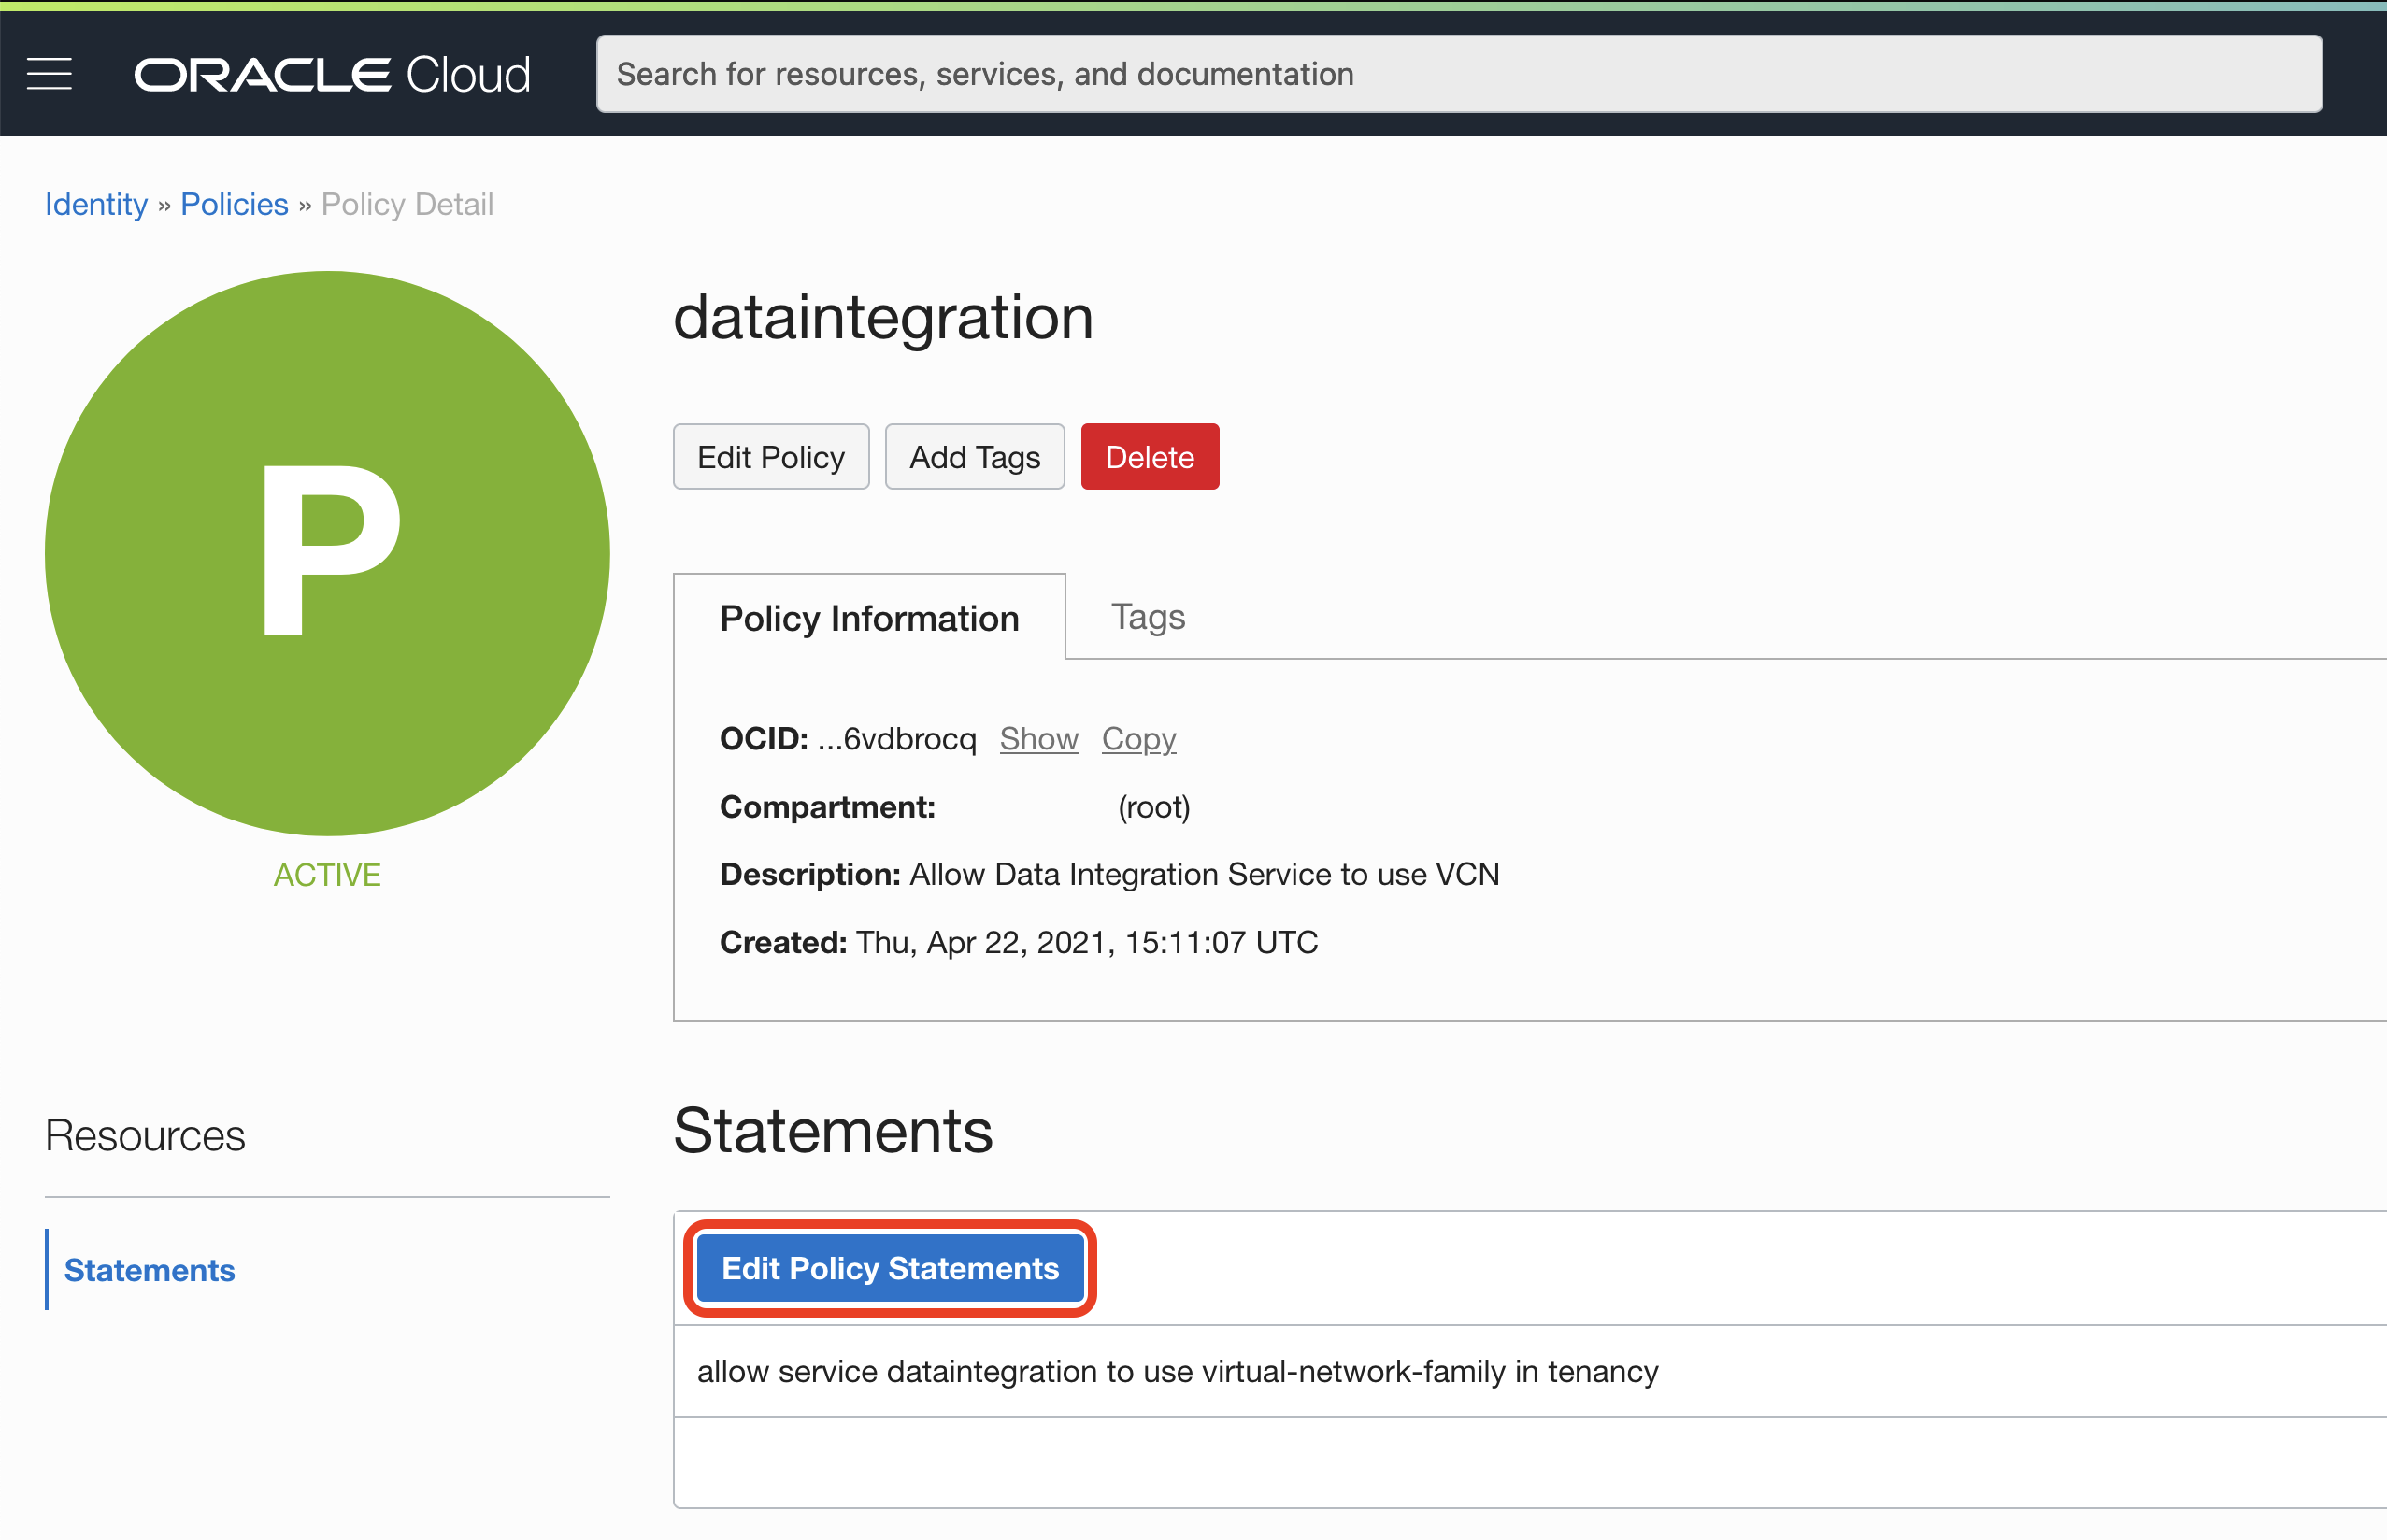 ORACLE Cloud
Search for resources, services, and documentation
Identity » Policies » Policy Detail
P
ACTIVE
dataintegration
Edit Policy Add Tags Delete
Policy Information Tags
OCID: ...6vdbrocq Show Copy
Compartment: (root)
Description: Allow Data Integration Service to use VCN
Created: Thu, Apr 22, 2021, 15:11:07 UTC
Resources
Statements
Statements
Edit Policy Statements
allow service dataintegration to use virtual-network-family in tenancy